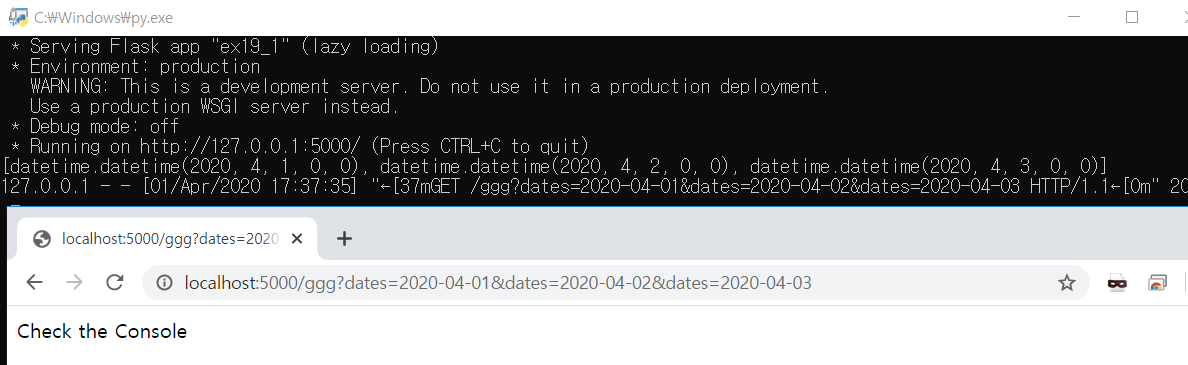 C:₩Windows₩py.exe
* Serving Flask app "ex19_1" (lazy loading)
* Environment: production
WARNING: This is a development server. Do not use it in a production deployment.
Use a production WSGI server instead.
* Debug mode: off
* Running on http://127.0.0.1:5000/ (Press CTRL+C to quit)
[datetime.datetime(2020, 4, 1, 0, 0), datetime.datetime(2020, 4, 2, 0, 0), datetime.datetime(2020, 4, 3, 0, 0)]
127.0.0.1 - - [01/Apr/2020 17:37:35] "←[37mGET /ggg?dates=2020-04-01&dates=2020-04-02&dates=2020-04-03 HTTP/1.1←[0m" 20
localhost:5000/ggg?dates=2020
localhost:5000/ggg?dates=2020-04-01&dates=2020-04-02&dates=2020-04-03
Check the Console